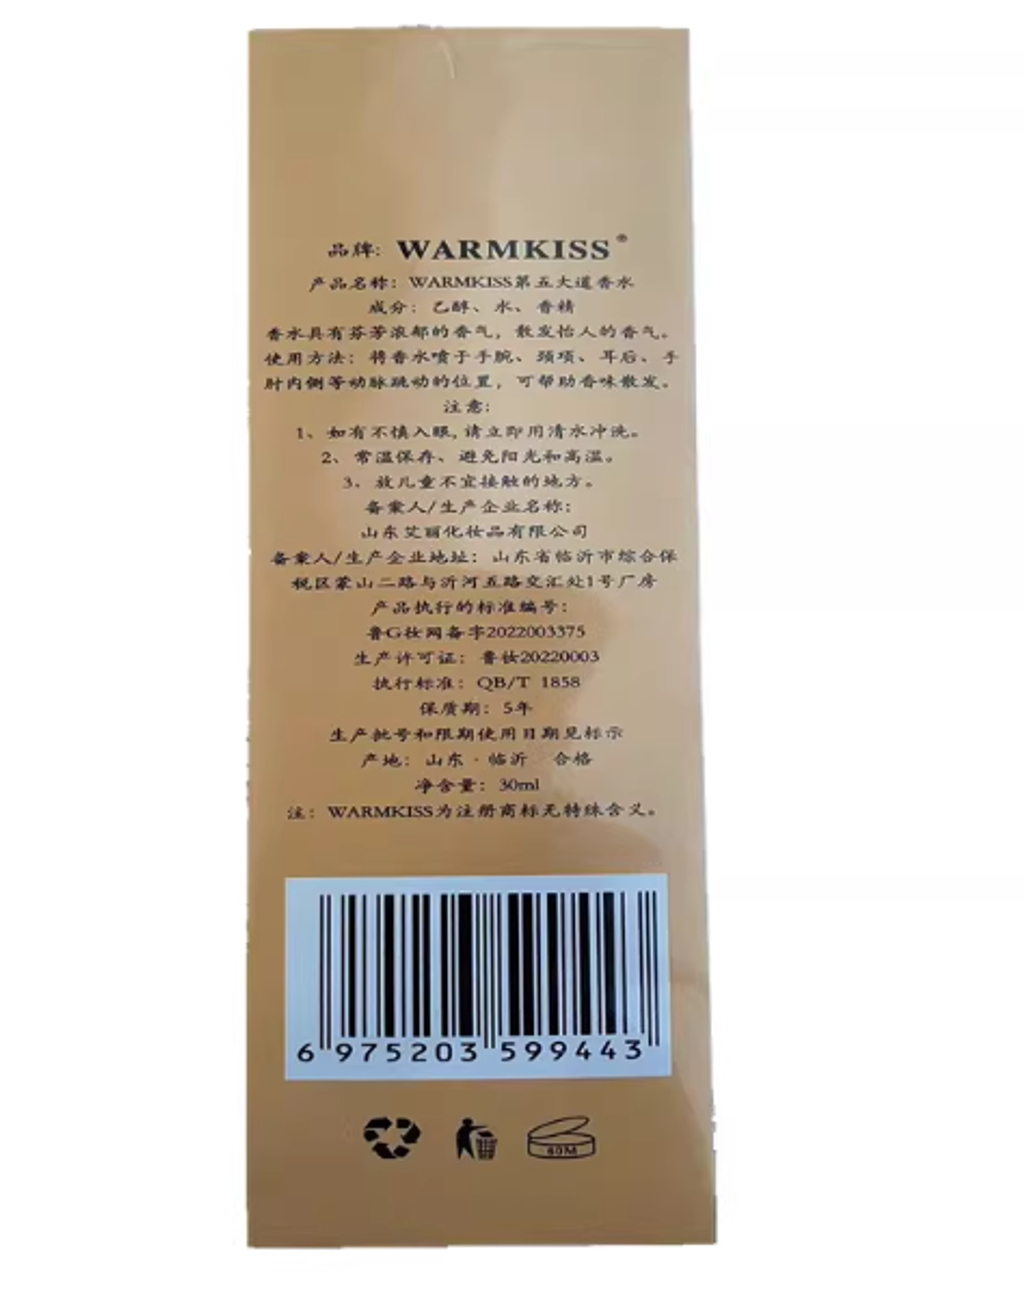 品牌: WARMKISS®
产品名称: WARMKISS第五大道香水
成分: 乙醇、水、香精
香水具有芬芳浓郁的香气，散发怡人的香气。
使用方法: 将香水喷于手腕、颈项、耳后、手
肘内侧等动脉跳动的位置，可帮助香味散发。
注意:
1、如有不慎入眼,请立即用清水冲洗。
2、常温保存、避免阳光和高温。
3、放儿童不宜接触的地方。
备案人/生产企业名称:
山东艾丽化妆品有限公司
备案人/生产企业地址: 山东省临沂市综合保
税区蒙山二路与沂河五路交汇处1号厂房
产品执行的标准编号:
鲁G妆网备字2022003375
生产许可证: 鲁妆20220003
执行标准: QB/T 1858
保质期: 5年
生产批号和限期使用日期见标示
产地: 山东·临沂 合格
净含量: 30ml
注: WARMKISS为注册商标无特殊含义。
6 975203 599443
60M